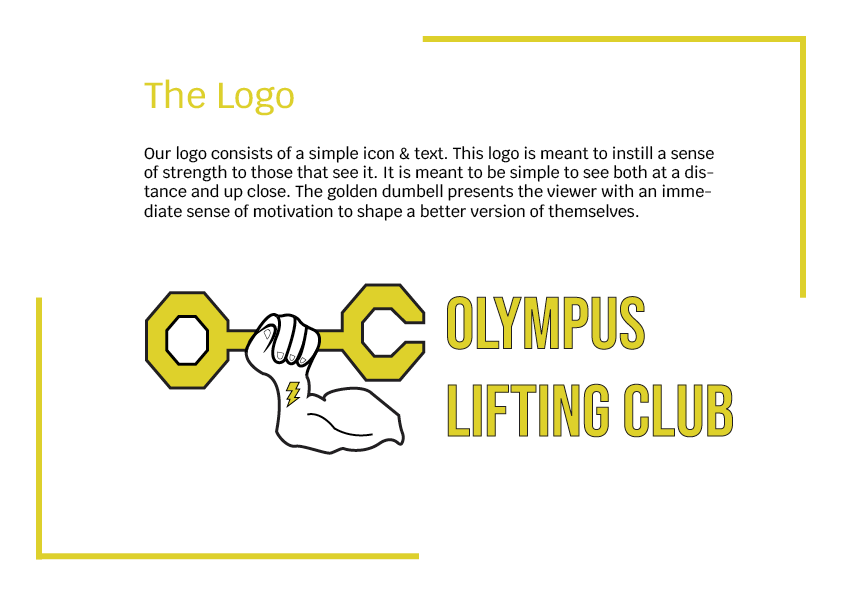 The Logo
Our logo consists of a simple icon & text. This logo is meant to instill a sense
of strength to those that see it. It is meant to be simple to see both at a dis-
tance and up close. The golden dumbell presents the viewer with an imme-
diate sense of motivation to shape a better version of themselves.
OLYMPUS
LIFTING CLUB